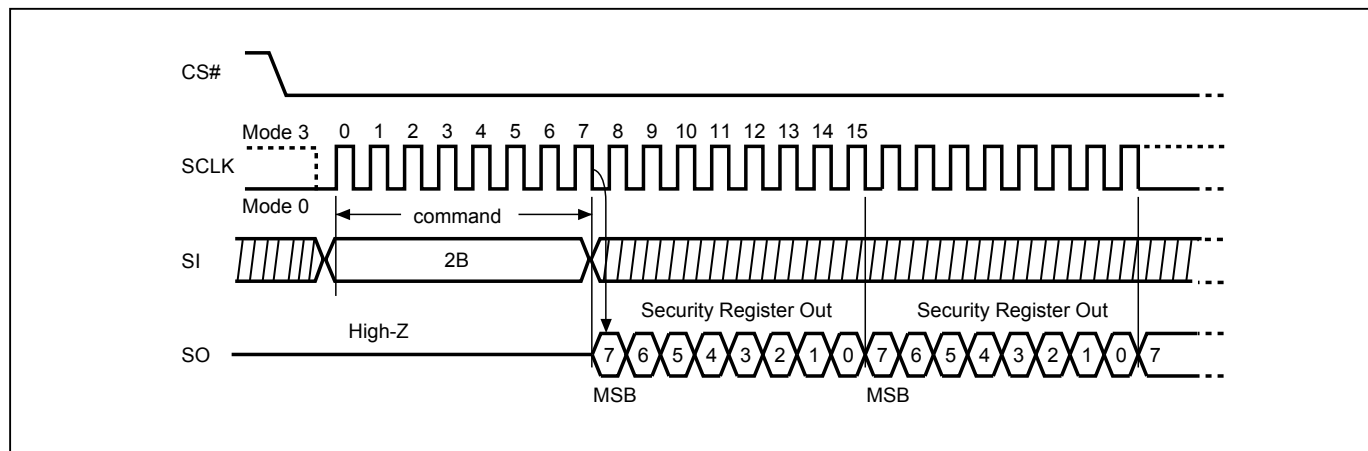 CS#
Mode 3 0 1 2 3 4 5 6 7 8 9 10 11 12 13 14 15
SCLK
Mode 0
command
SI 2B
Security Register Out Security Register Out
High-Z
SO 7 6 5 4 3 2 1 0 7 6 5 4 3 2 1 0 7
MSB MSB